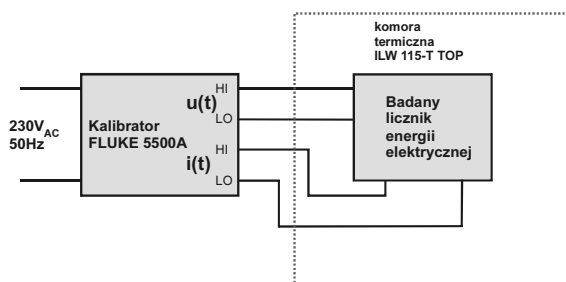 komora
termiczna
ILW 115-T TOP
230VAC
50Hz
Kalibrator
FLUKE 5500A
HI
u(t)
LO
HI
i(t)
LO
Badany
licznik
energii
elektrycznej